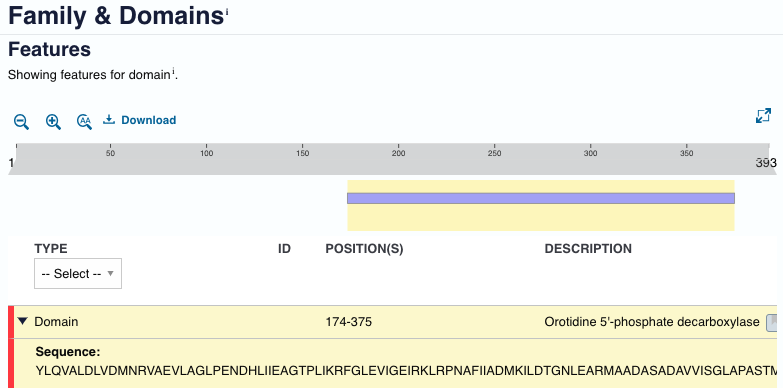 Family & Domainsⁱ
Features
Showing features for domainⁱ.
AA Download
1 50 100 150 200 250 300 350 393
TYPE ID POSITION(S) DESCRIPTION
-- Select --
Domain 174-375 Orotidine 5'-phosphate decarboxylase
Sequence:
YLQVALDLVDMNRVAEVLAGLPENDHLIIEAGTPLIKRFGLEVIGEIRKLRPNAFIIADMKILDTGNLEARMAADASADAVVISGLAPASTM